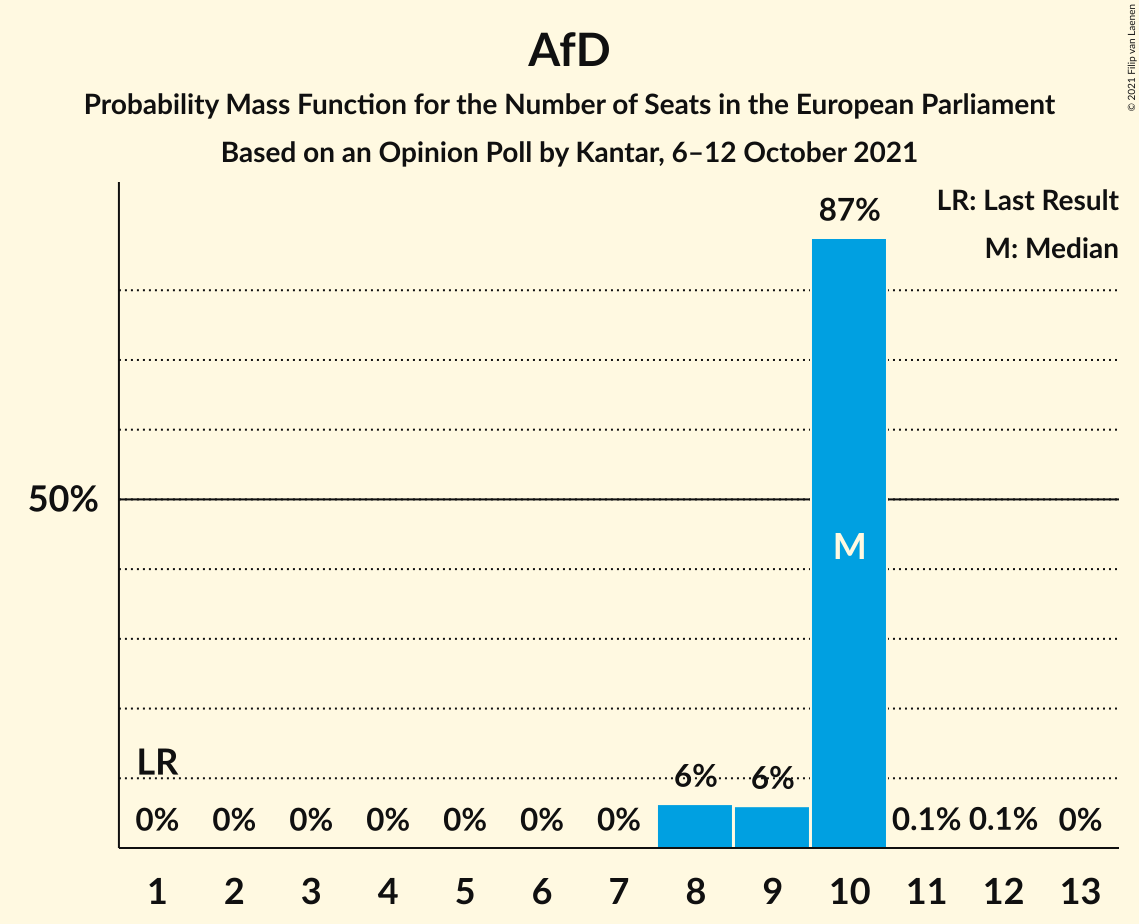 AfD
Probability Mass Function for the Number of Seats in the European Parliament
Based on an Opinion Poll by Kantar, 6–12 October 2021
© 2021 Filip van Laenen
LR: Last Result
M: Median
87%
50%
M
LR
0% 0% 0% 0% 0% 0% 0% 6% 6% 0.1% 0.1% 0%
1 2 3 4 5 6 7 8 9 10 11 12 13